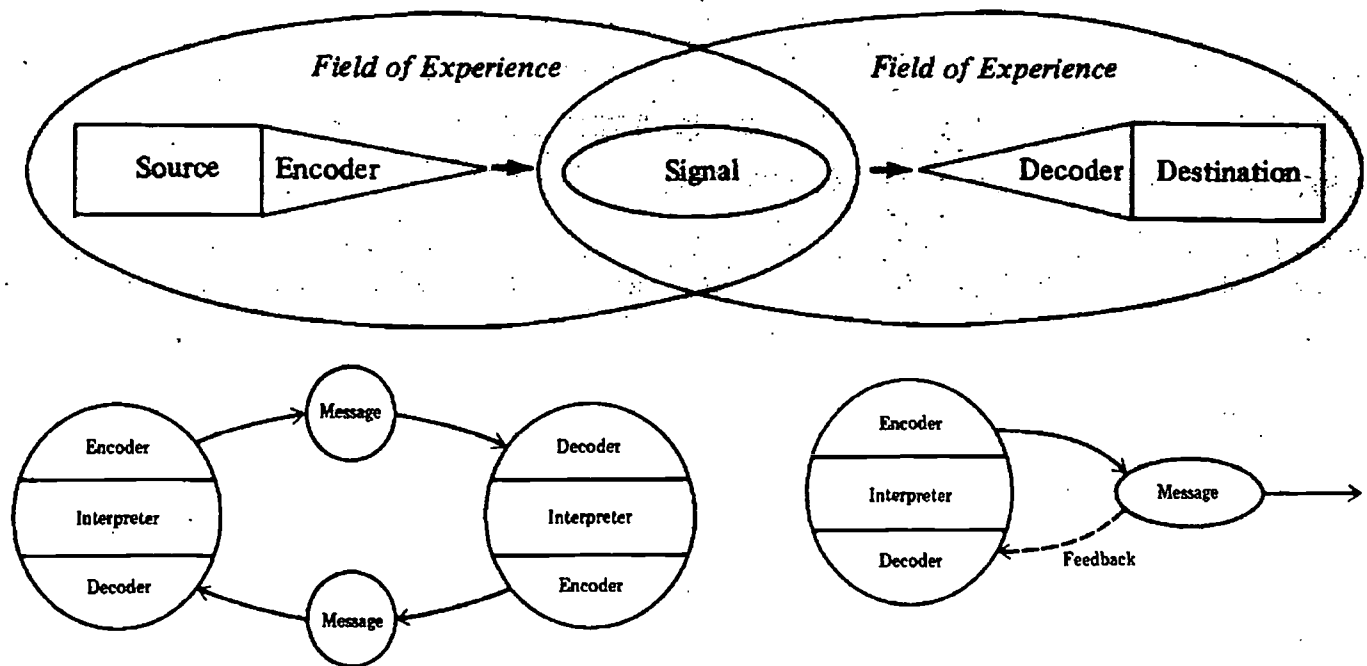 Field of Experience
Field of Experience
Source
Encoder
Signal
Decoder
Destination
Encoder
Interpreter
Decoder
Message
Message
Decoder
Interpreter
Encoder
Encoder
Interpreter
Decoder
Message
Feedback